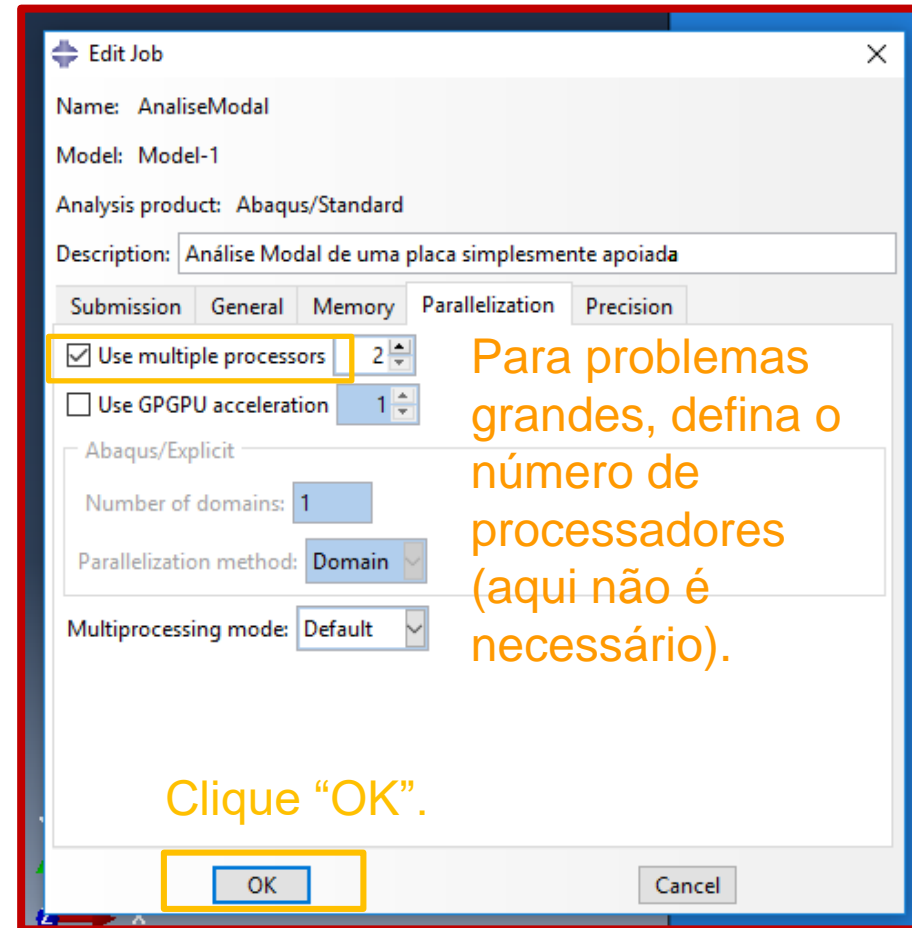 Edit Job
Name: AnaliseModal
Model: Model-1
Analysis product: Abaqus/Standard
Description: Análise Modal de uma placa simplesmente apoiada
Submission General Memory Parallelization Precision
Use multiple processors 2
Use GPGPU acceleration 1
Abaqus/Explicit
Number of domains: 1
Parallelization method: Domain
Multiprocessing mode: Default
Para problemas
grandes, defina o
número de
processadores
(aqui não é
necessário).
Clique “OK”.
OK Cancel
Z X